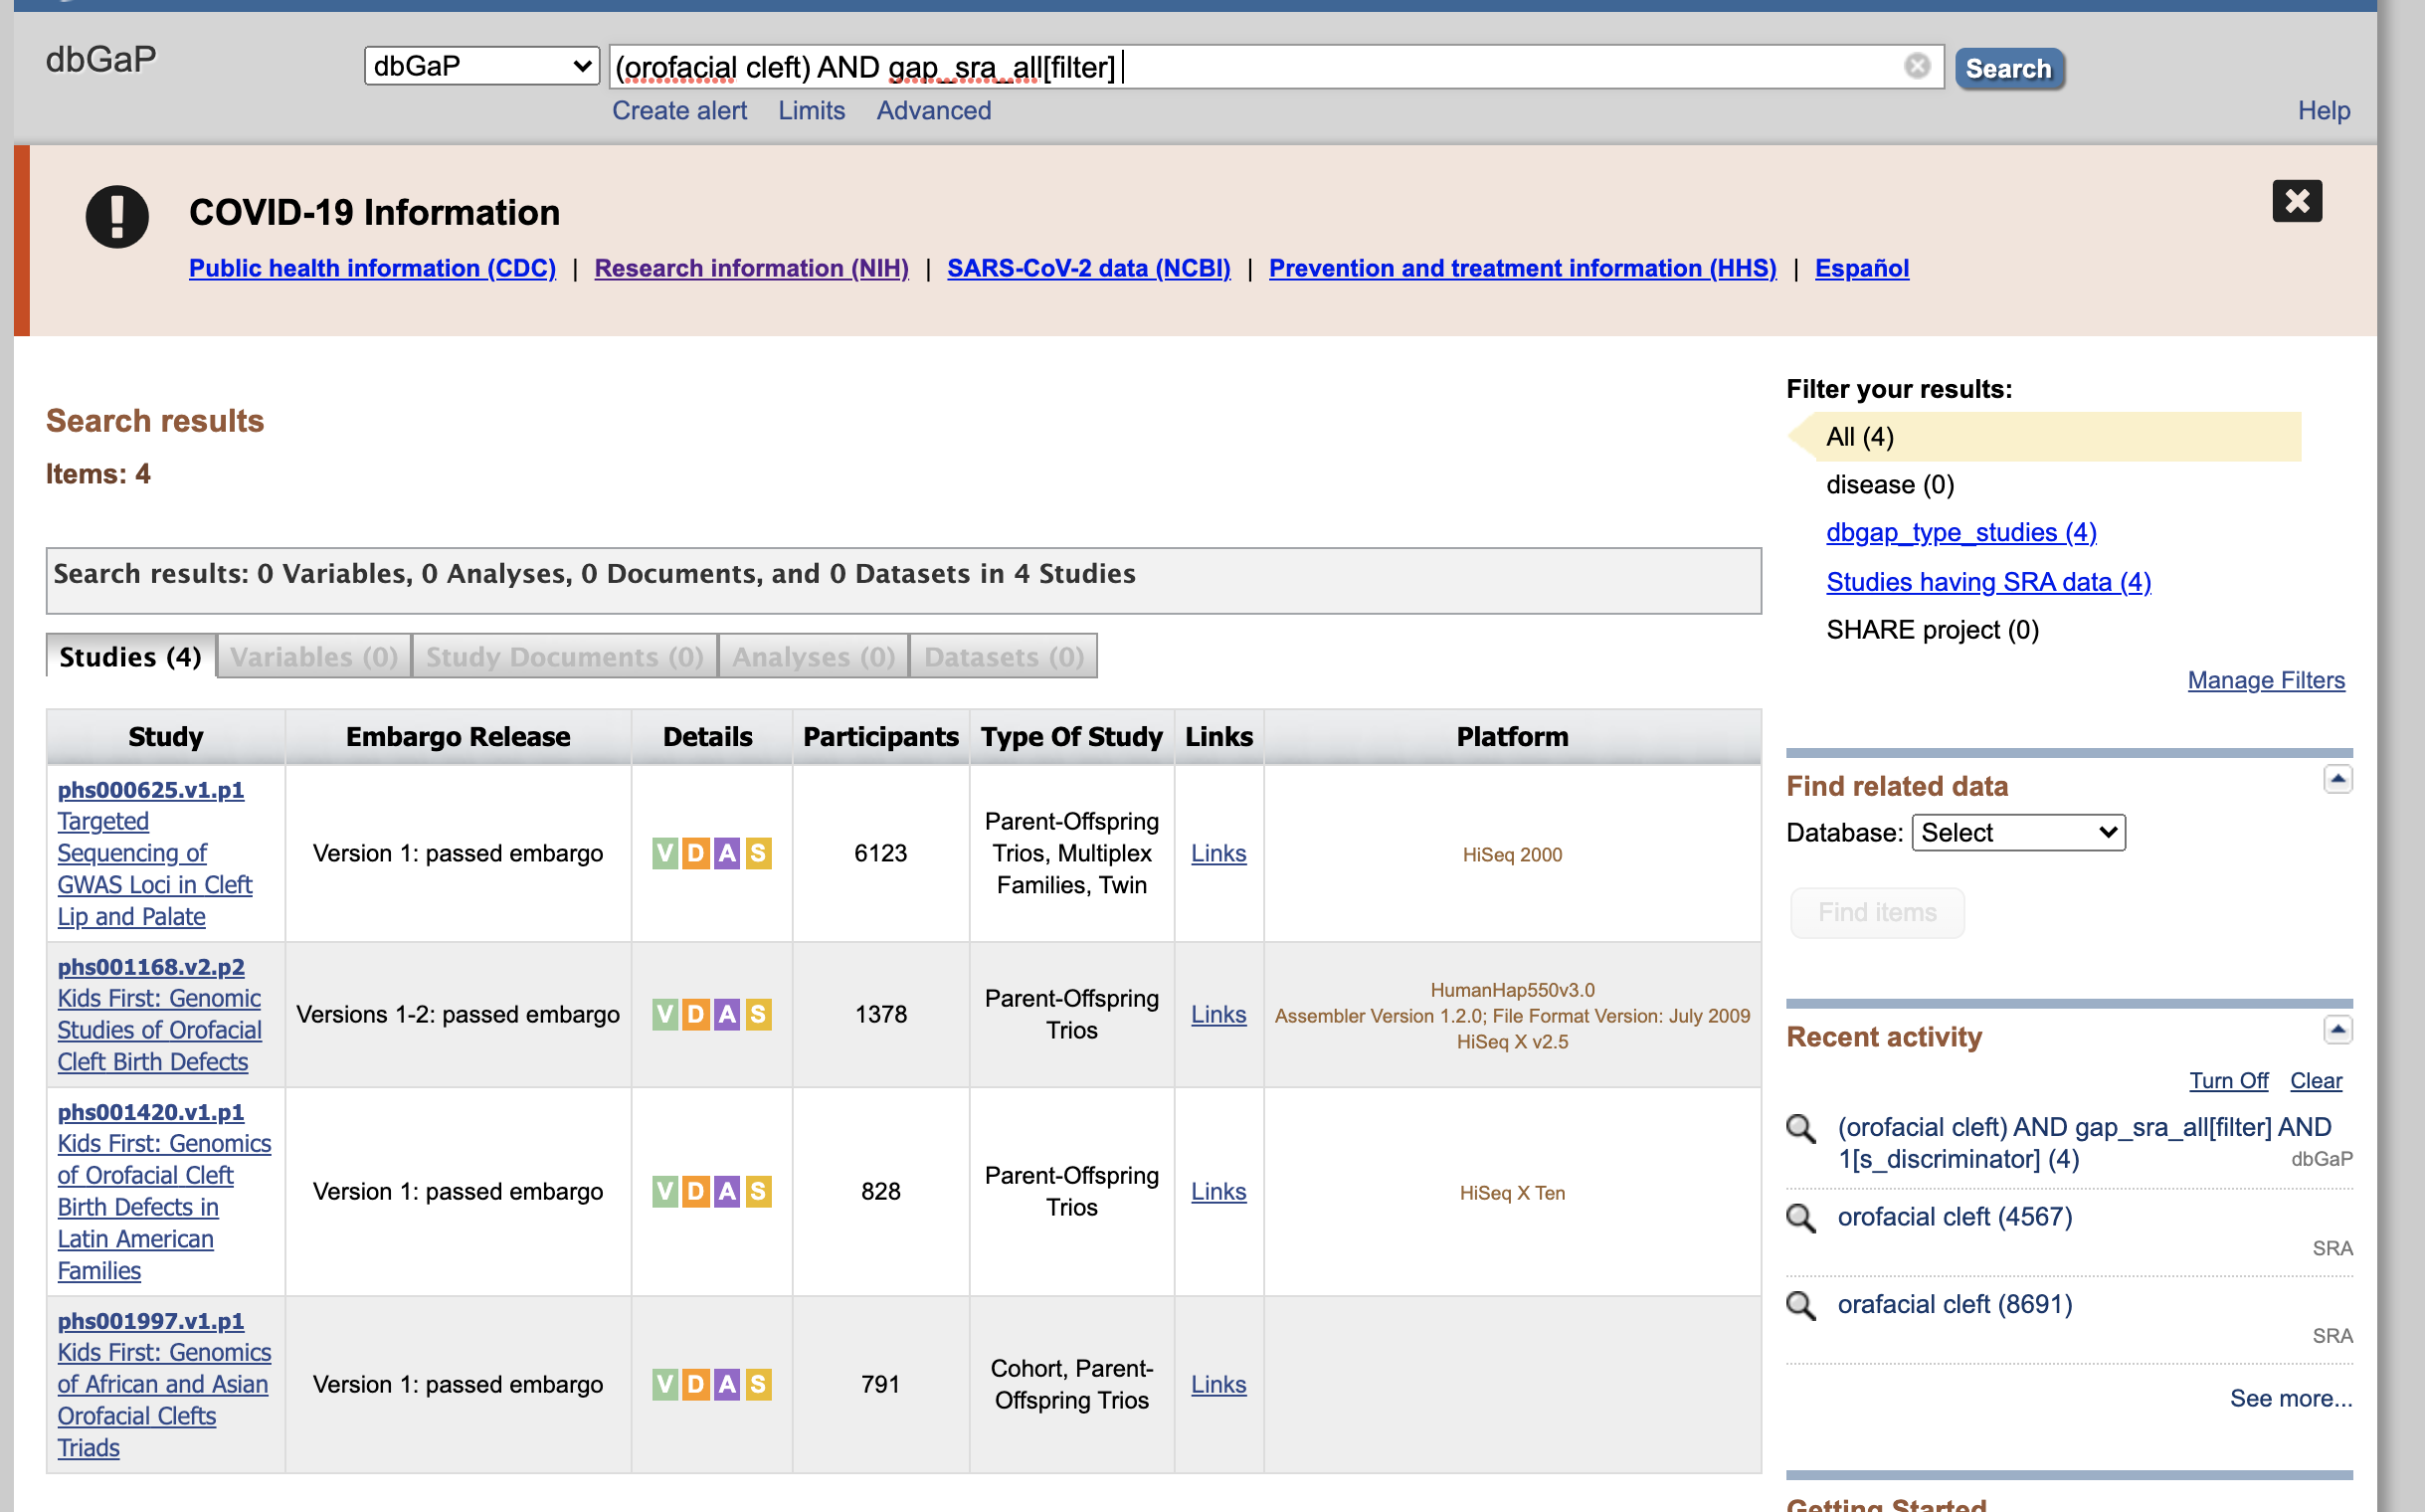 dbGaP
dbGaP
(orofacial cleft) AND gap_sra_all[filter]
Search
Create alert Limits Advanced
Help
COVID-19 Information
Public health information (CDC) | Research information (NIH) | SARS-CoV-2 data (NCBI) | Prevention and treatment information (HHS) | Español
Search results
Items: 4
Search results: 0 Variables, 0 Analyses, 0 Documents, and 0 Datasets in 4 Studies
Studies (4) Variables (0) Study Documents (0) Analyses (0) Datasets (0)
Study Embargo Release Details Participants Type Of Study Links Platform
phs000625.v1.p1
Targeted
Sequencing of
GWAS Loci in Cleft
Lip and Palate
Version 1: passed embargo
V D A S
6123
Parent-Offspring
Trios, Multiplex
Families, Twin
Links
HiSeq 2000
phs001168.v2.p2
Kids First: Genomic
Studies of Orofacial
Cleft Birth Defects
Versions 1-2: passed embargo
V D A S
1378
Parent-Offspring
Trios
Links
HumanHap550v3.0
Assembler Version 1.2.0; File Format Version: July 2009
HiSeq X v2.5
phs001420.v1.p1
Kids First: Genomics
of Orofacial Cleft
Birth Defects in
Latin American
Families
Version 1: passed embargo
V D A S
828
Parent-Offspring
Trios
Links
HiSeq X Ten
phs001997.v1.p1
Kids First: Genomics
of African and Asian
Orofacial Clefts
Triads
Version 1: passed embargo
V D A S
791
Cohort, Parent-
Offspring Trios
Links
Filter your results:
All (4)
disease (0)
dbgap_type_studies (4)
Studies having SRA data (4)
SHARE project (0)
Manage Filters
Find related data
Database: Select
Find items
Recent activity
Turn Off Clear
(orofacial cleft) AND gap_sra_all[filter] AND
1[s_discriminator] (4)
dbGaP
orofacial cleft (4567)
SRA
orafacial cleft (8691)
SRA
See more...
Getting Started